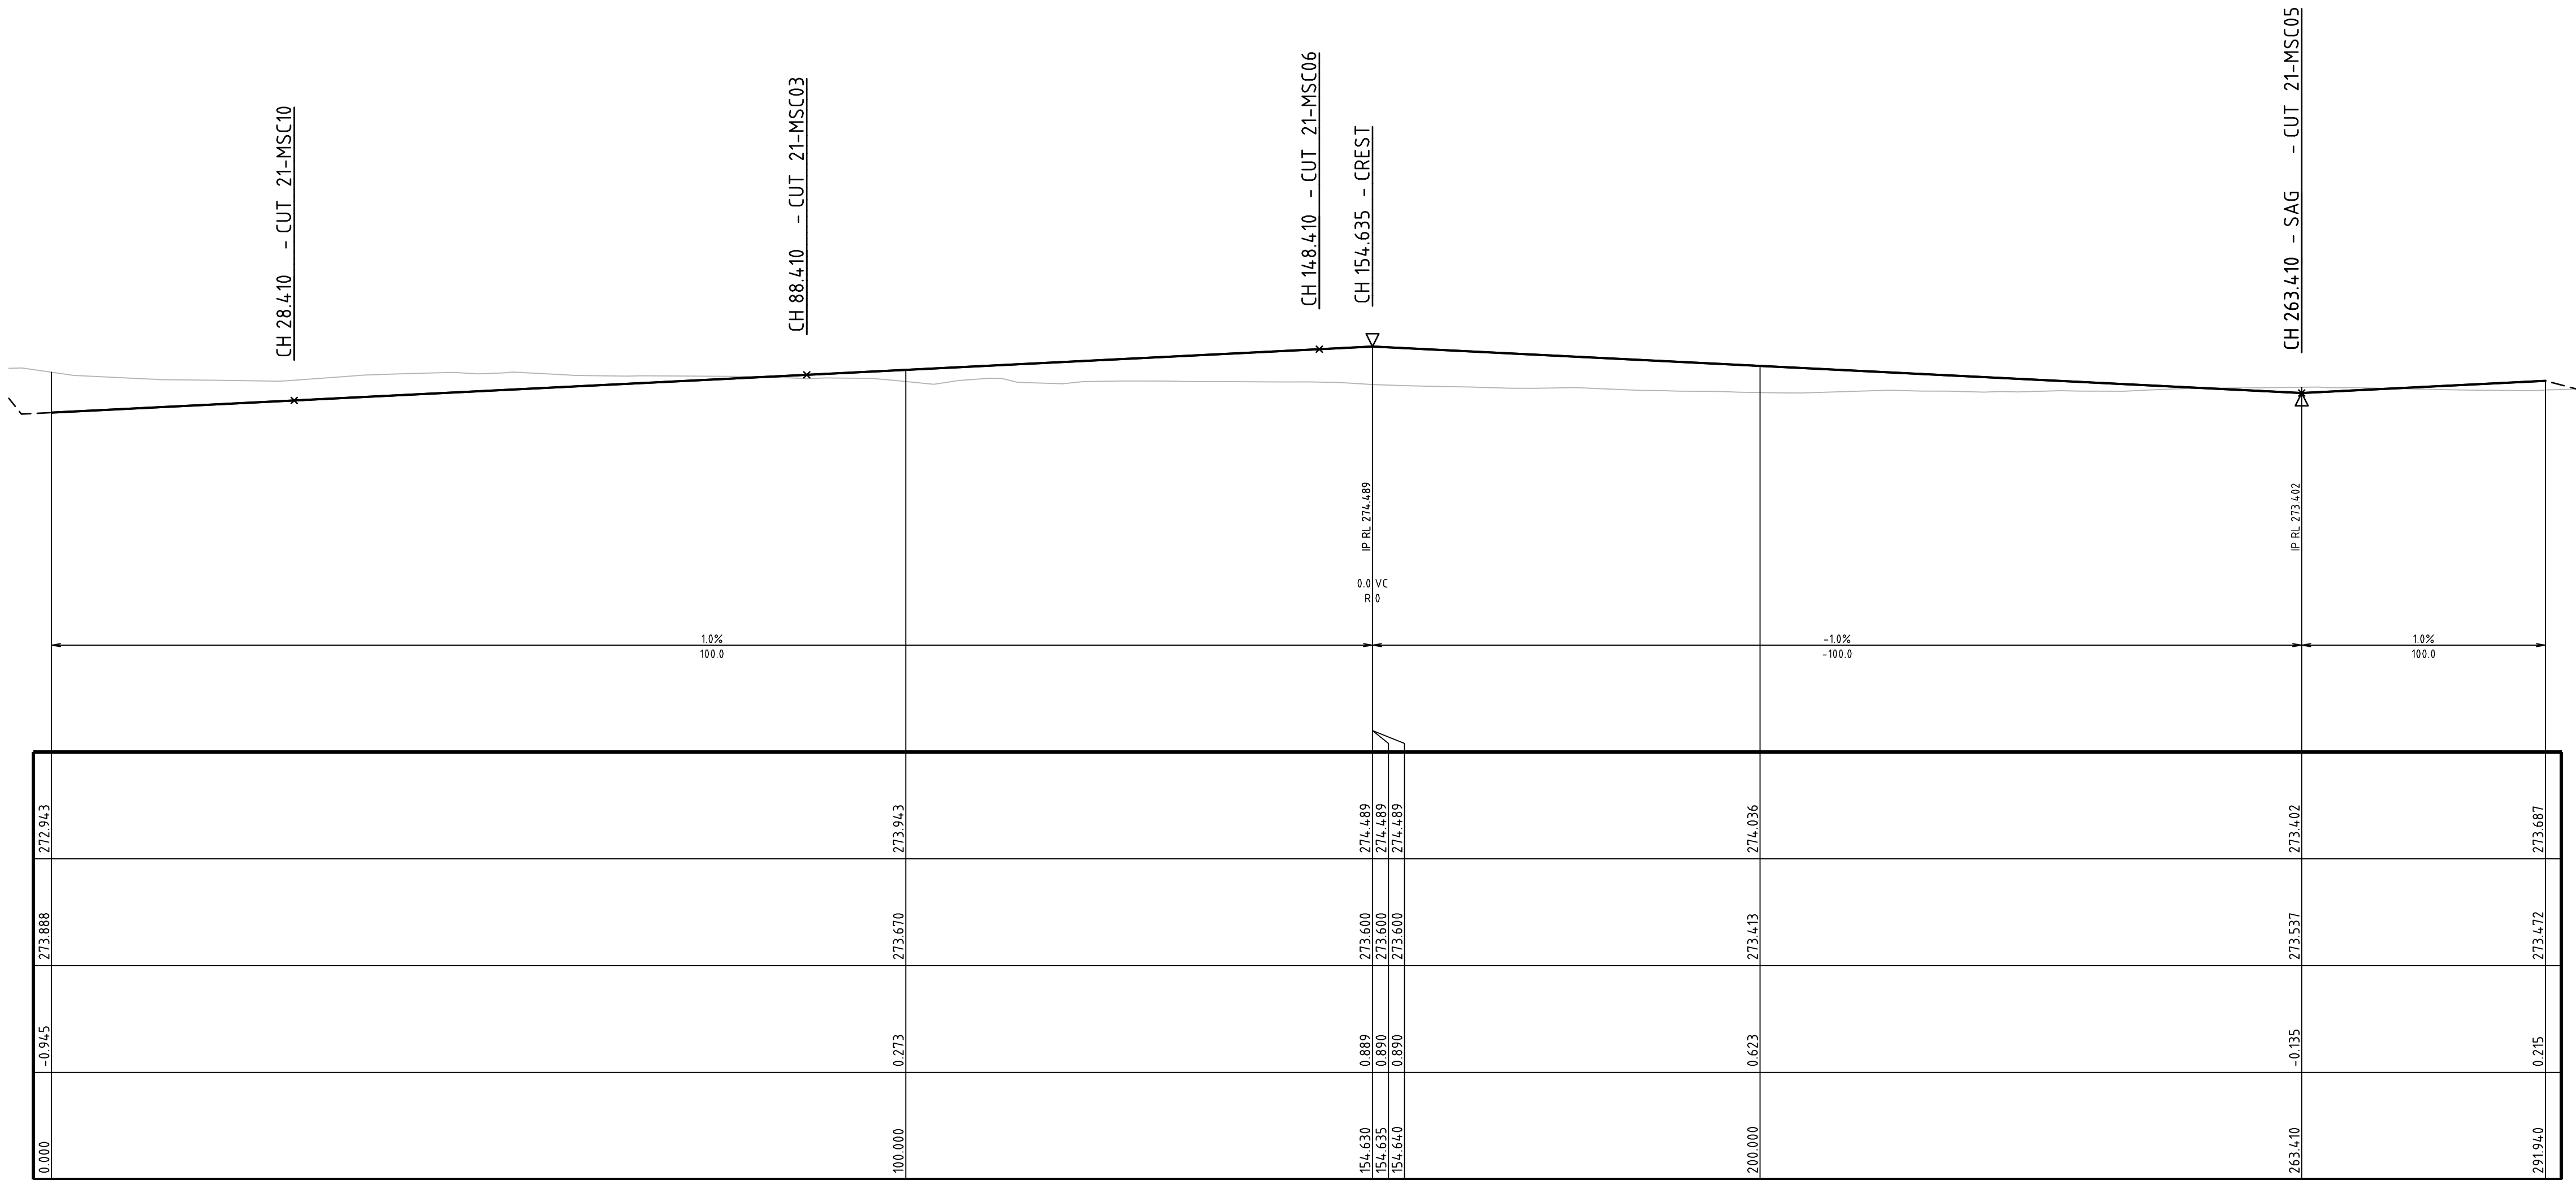 CH 28.410 - CUT 21-MSC10
CH 88.410 - CUT 21-MSC03
CH 148.410 - CUT 21-MSC06
CH 154.635 - CREST
CH 263.410 - SAG - CUT 21-MSC05
IP RL 274.489
IP RL 273.402
0.0 VC
R 0
1.0%
100.0
-1.0%
-100.0
1.0%
100.0
272.943 273.943 274.489 274.489 274.489 274.036 273.402 273.687
273.888 273.670 273.600 273.600 273.600 273.413 273.537 273.472
-0.945 0.273 0.889 0.890 0.890 0.623 -0.135 0.215
0.000 100.000 154.630 154.635 154.640 200.000 263.410 291.940